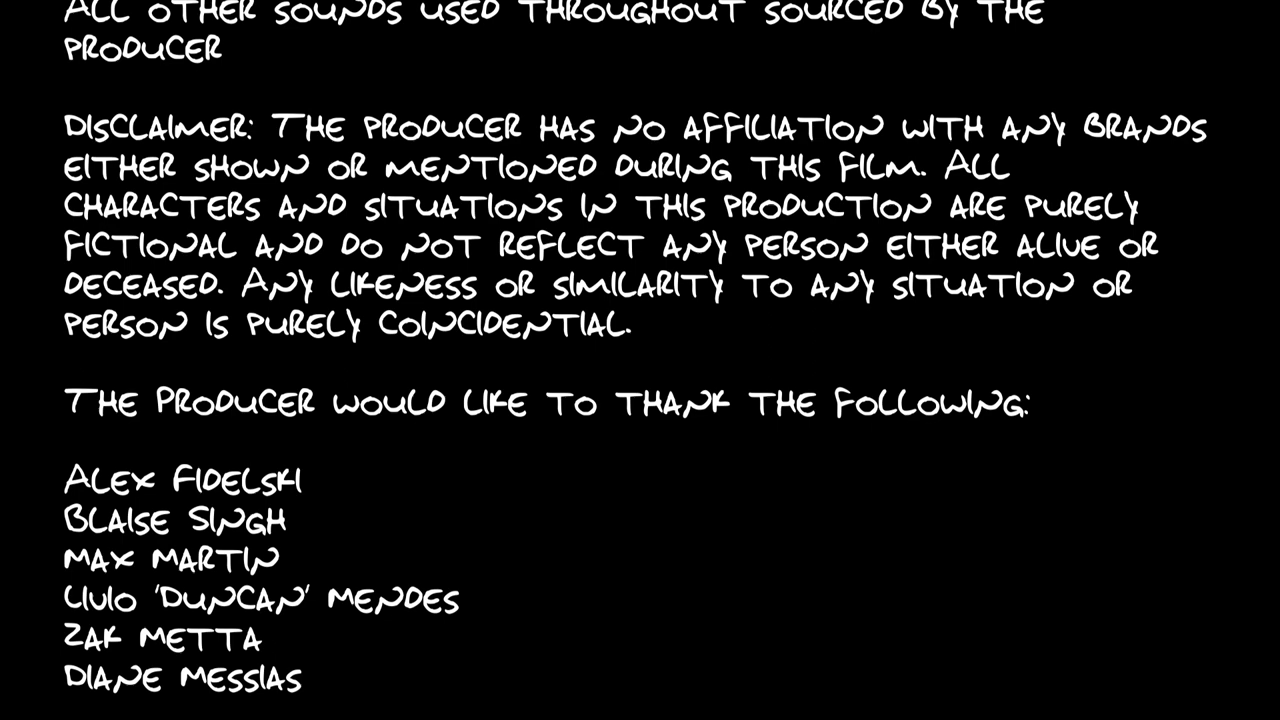 ALL OTHER SOUNDS USED THROUGHOUT SOURCED BY THE
PRODUCER
DISCLAIMER: THE PRODUCER HAS NO AFFILIATION WITH ANY BRANDS
EITHER SHOWN OR MENTIONED DURING THIS FILM. ALL
CHARACTERS AND SITUATIONS IN THIS PRODUCTION ARE PURELY
FICTIONAL AND DO NOT REFLECT ANY PERSON EITHER ALIVE OR
DECEASED. ANY LIKENESS OR SIMILARITY TO ANY SITUATION OR
PERSON IS PURELY COINCIDENTIAL.
THE PRODUCER WOULD LIKE TO THANK THE FOLLOWING:
ALEX FIDELSKI
BLAISE SINGH
MAX MARTIN
LIVIO 'DUNCAN' MENDES
ZAK METTA
DIANE MESSIAS